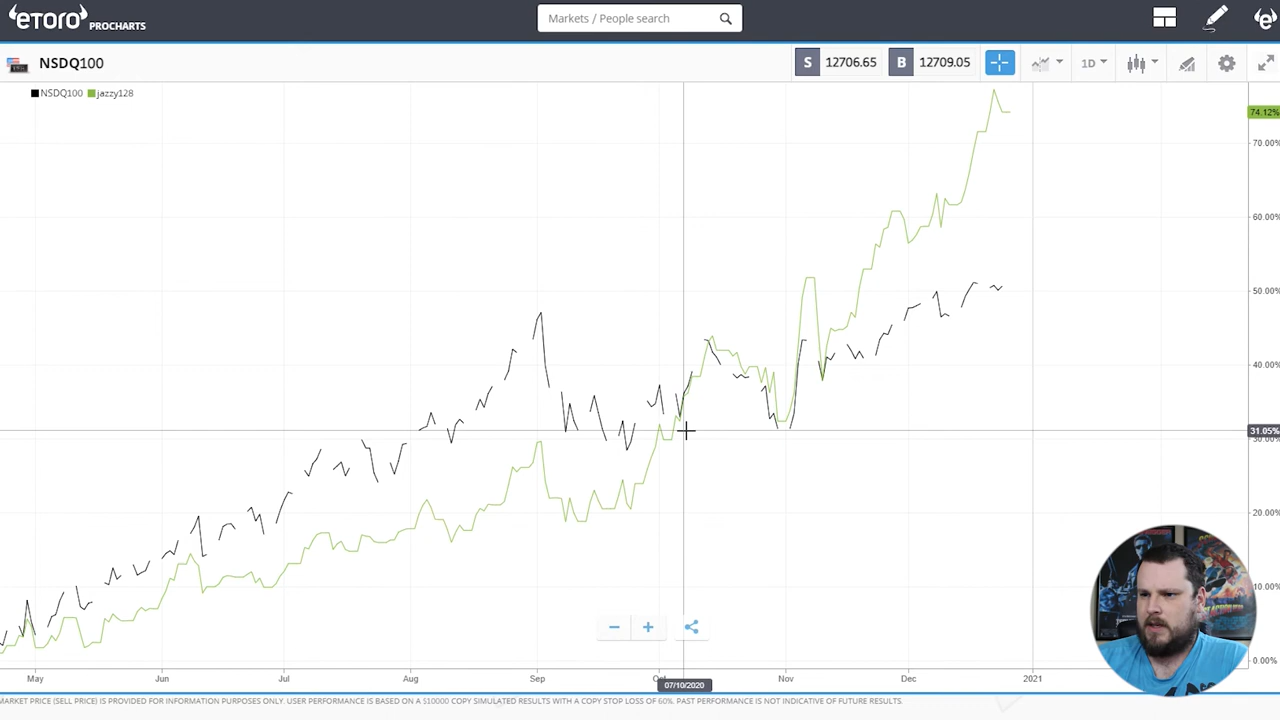 eToro PROCHARTS
Markets / People search
NSDQ100
S 12706.65 B 12709.05 1D
NSDQ100 jazzy128
74.12%
70.00%
60.00%
50.00%
40.00%
31.05%
20.00%
10.00%
0.00%
May Jun Jul Aug Sep Oct Nov Dec 2021
07/10/2020
MARKET PRICE (SELL PRICE) IS PROVIDED FOR INFORMATION PURPOSES ONLY. USER PERFORMANCE IS BASED ON A $10000 COPY SIMULATED RESULTS WITH A COPY STOP LOSS OF 60%. PAST PERFORMANCE IS NOT INDICATIVE OF FUTURE RESULTS.